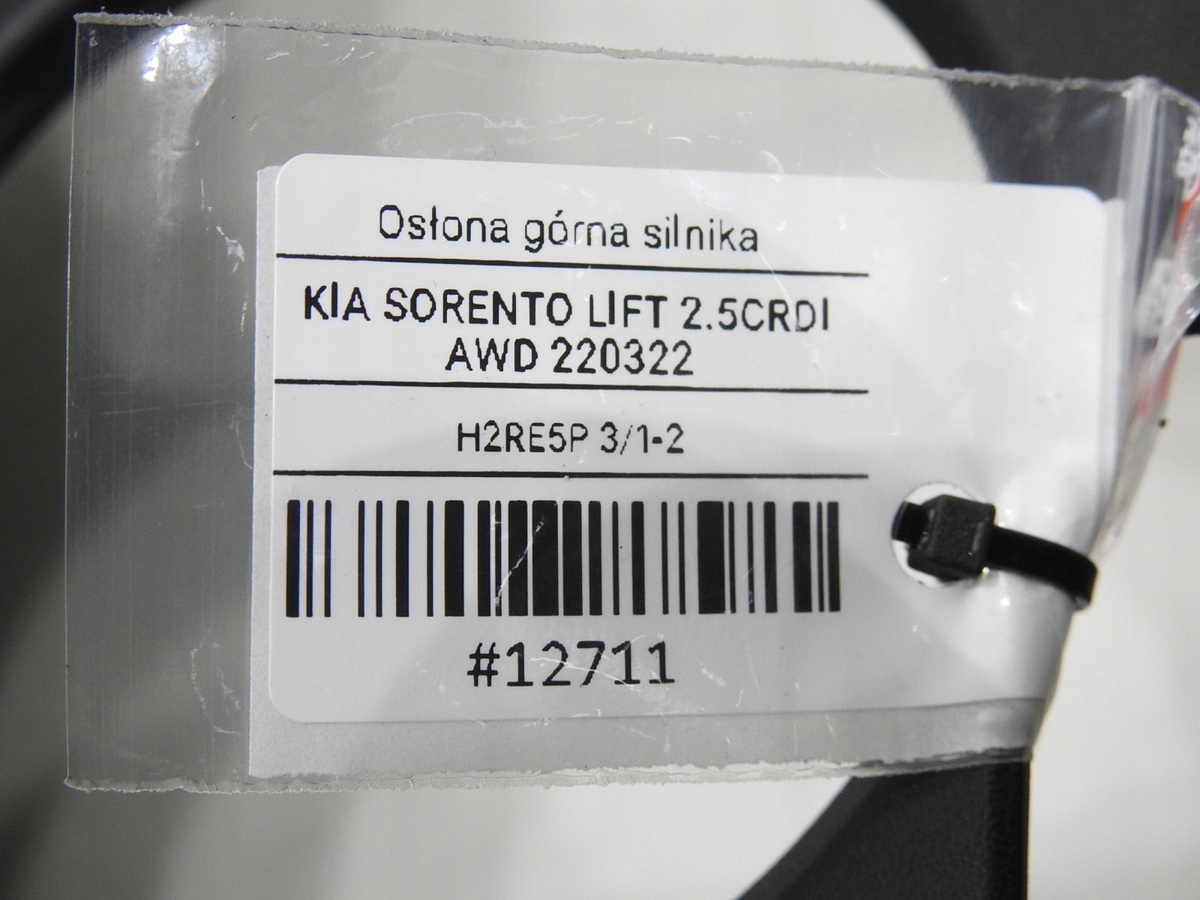 Osłona górna silnika
KIA SORENTO LIFT 2.5CRDI
AWD 220322
H2RE5P 3/1-2
#12711